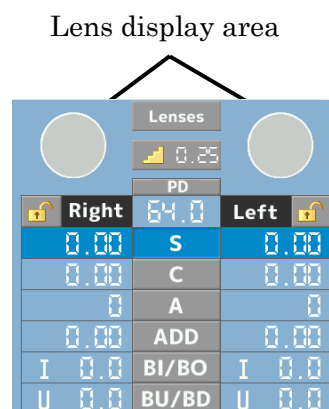 Lens display area
Lenses
0.25
PD
Right 64.0 Left
0.00 S 0.00
0.00 C 0.00
0 A 0
0.00 ADD 0.00
I 0.0 BI/BO I 0.0
U 0.0 BU/BD U 0.0